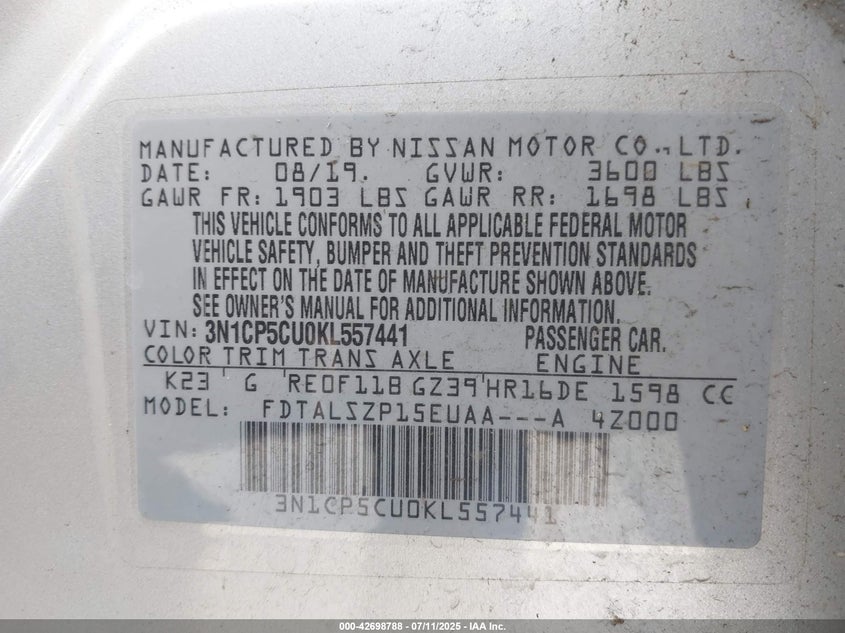 MANUFACTURED BY NISSAN MOTOR CO., LTD.
DATE: 08/19. GVWR: 3600 LBS
GAWR FR: 1903 LBS GAWR RR: 1698 LBS
THIS VEHICLE CONFORMS TO ALL APPLICABLE FEDERAL MOTOR
VEHICLE SAFETY, BUMPER AND THEFT PREVENTION STANDARDS
IN EFFECT ON THE DATE OF MANUFACTURE SHOWN ABOVE.
SEE OWNER'S MANUAL FOR ADDITIONAL INFORMATION.
VIN: 3N1CP5CU0KL557441 PASSENGER CAR.
COLOR TRIM TRANS AXLE ENGINE
K23 G RE0F11B GZ39 HR16DE 1598 CC
MODEL: FDTALSZP15EUAA---A 4Z000
3N1CP5CU0KL557441
000-42698788 - 07/11/2025 - IAA Inc.